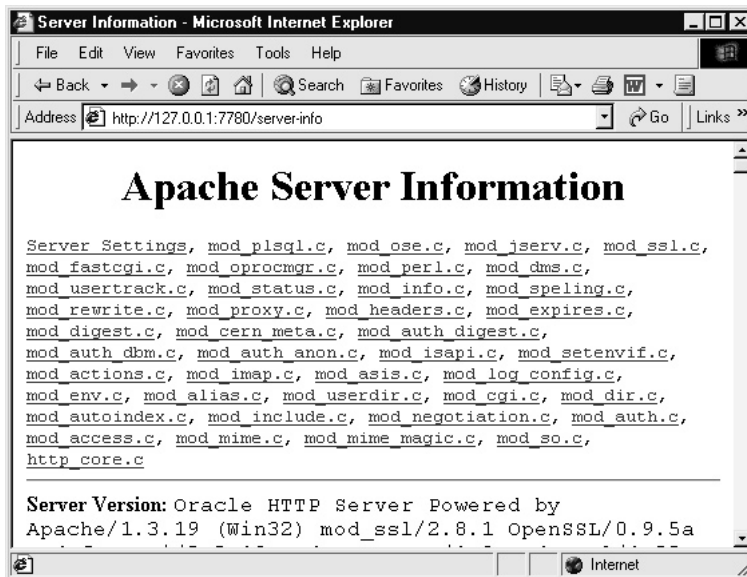 Server Information - Microsoft Internet Explorer
File Edit View Favorites Tools Help
Back Search Favorites History
Address http://127.0.0.1:7780/server-info Go Links »
Apache Server Information
Server Settings, mod_plsql.c, mod_ose.c, mod_jserv.c, mod_ssl.c,
mod_fastcgi.c, mod_oprocmgr.c, mod_perl.c, mod_dms.c,
mod_usertrack.c, mod_status.c, mod_info.c, mod_speling.c,
mod_rewrite.c, mod_proxy.c, mod_headers.c, mod_expires.c,
mod_digest.c, mod_cern_meta.c, mod_auth_digest.c,
mod_auth_dbm.c, mod_auth_anon.c, mod_isapi.c, mod_setenvif.c,
mod_actions.c, mod_imap.c, mod_asis.c, mod_log_config.c,
mod_env.c, mod_alias.c, mod_userdir.c, mod_cgi.c, mod_dir.c,
mod_autoindex.c, mod_include.c, mod_negotiation.c, mod_auth.c,
mod_access.c, mod_mime.c, mod_mime_magic.c, mod_so.c,
http_core.c
Server Version: Oracle HTTP Server Powered by
Apache/1.3.19 (Win32) mod_ssl/2.8.1 OpenSSL/0.9.5a
Internet